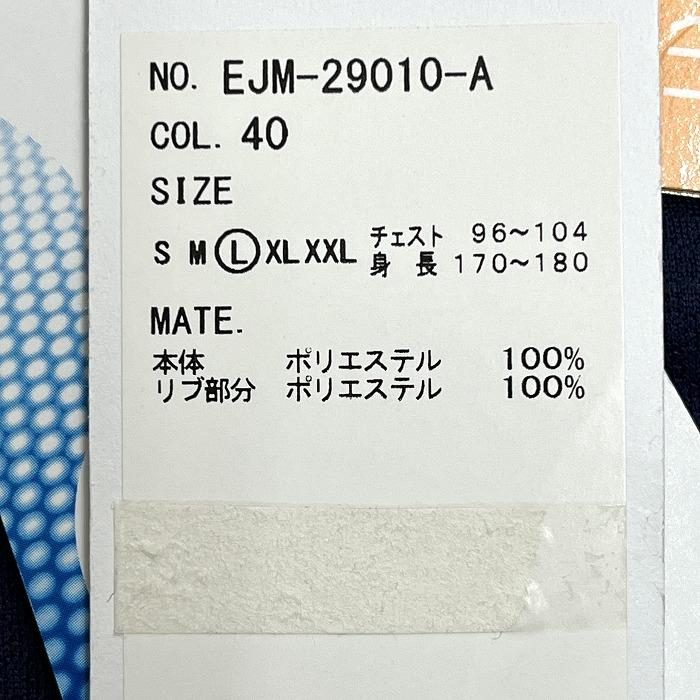 NO. EJM-29010-A
COL. 40
SIZE
S M L XL XXL チェスト 96～104
身長 170～180
MATE.
本体 ポリエステル 100%
リブ部分 ポリエステル 100%